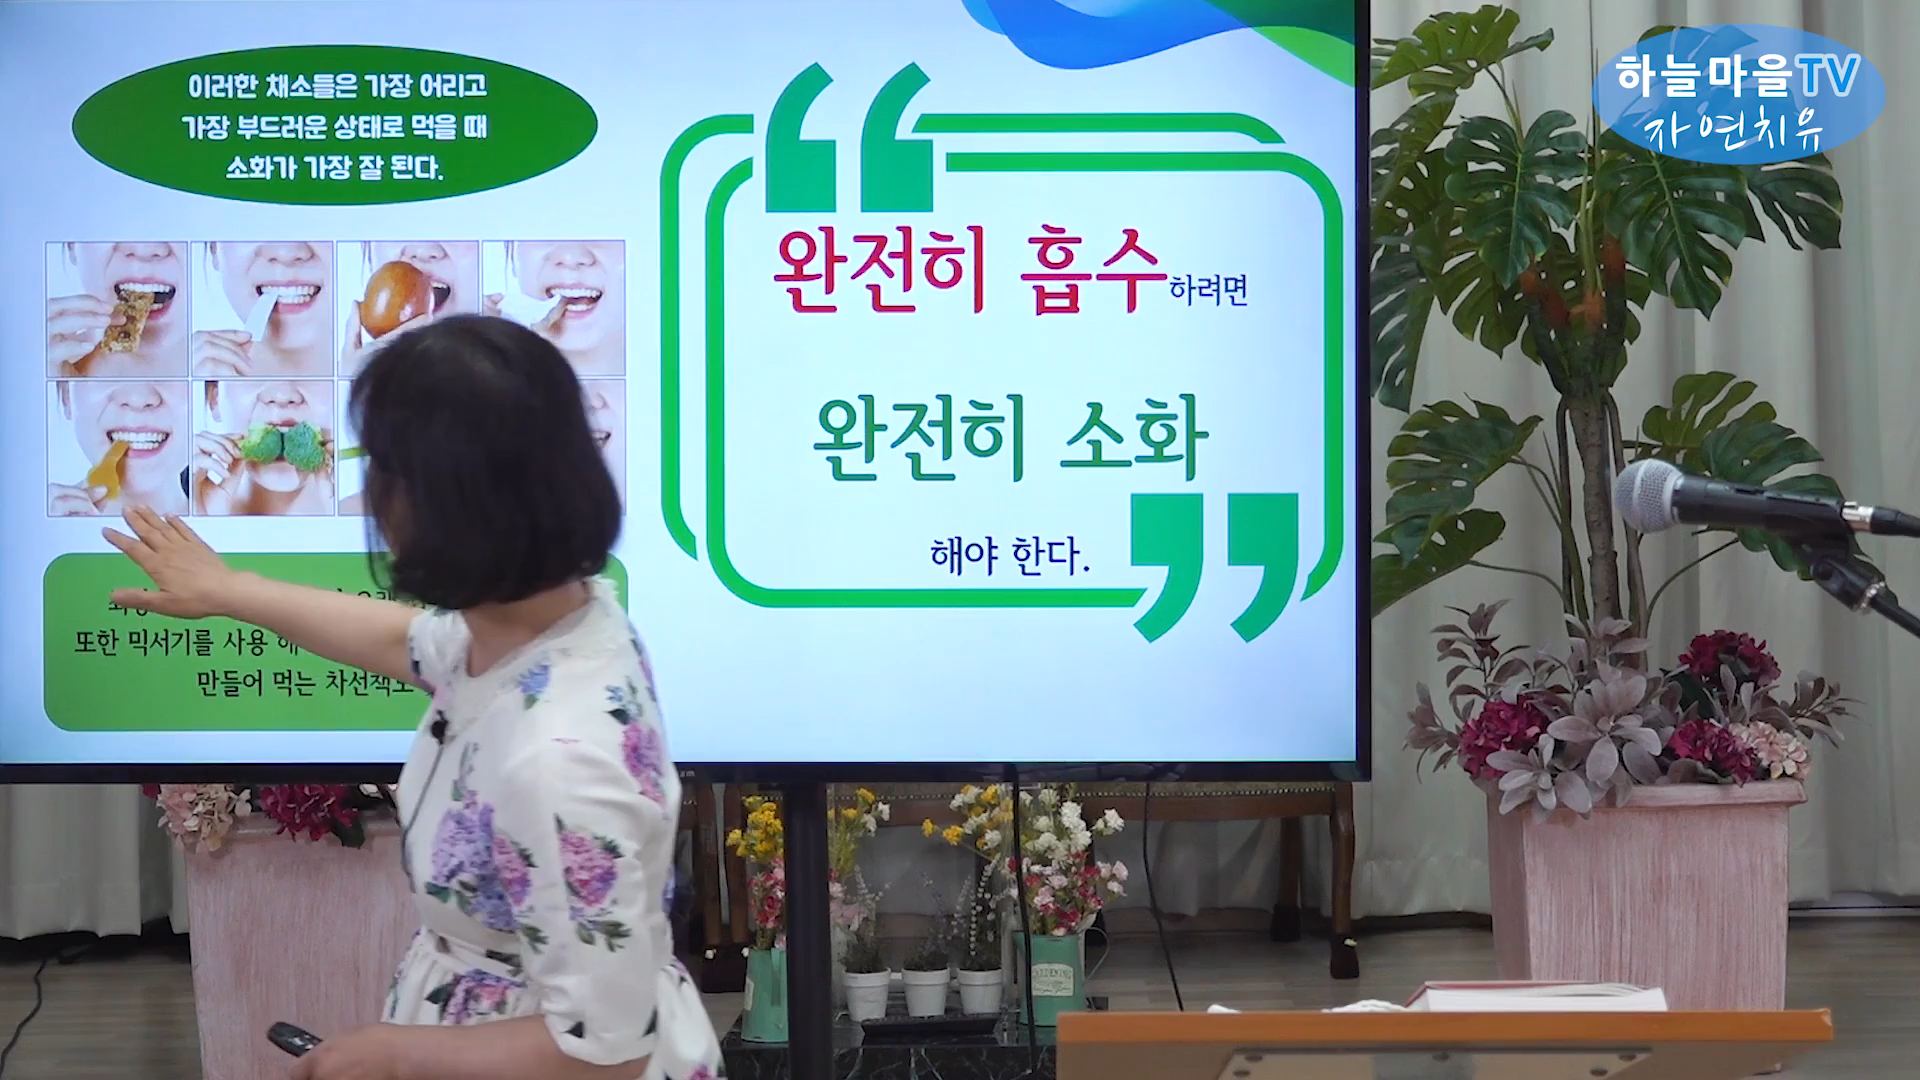 이러한 채소들은 가장 어리고
가장 부드러운 상태로 먹을 때
소화가 가장 잘 된다.
또한 믹서기를 사용 해
만들어 먹는 차선책도
완전히 흡수하려면
완전히 소화
해야 한다.
하늘마을TV
자연치유
GARDENING